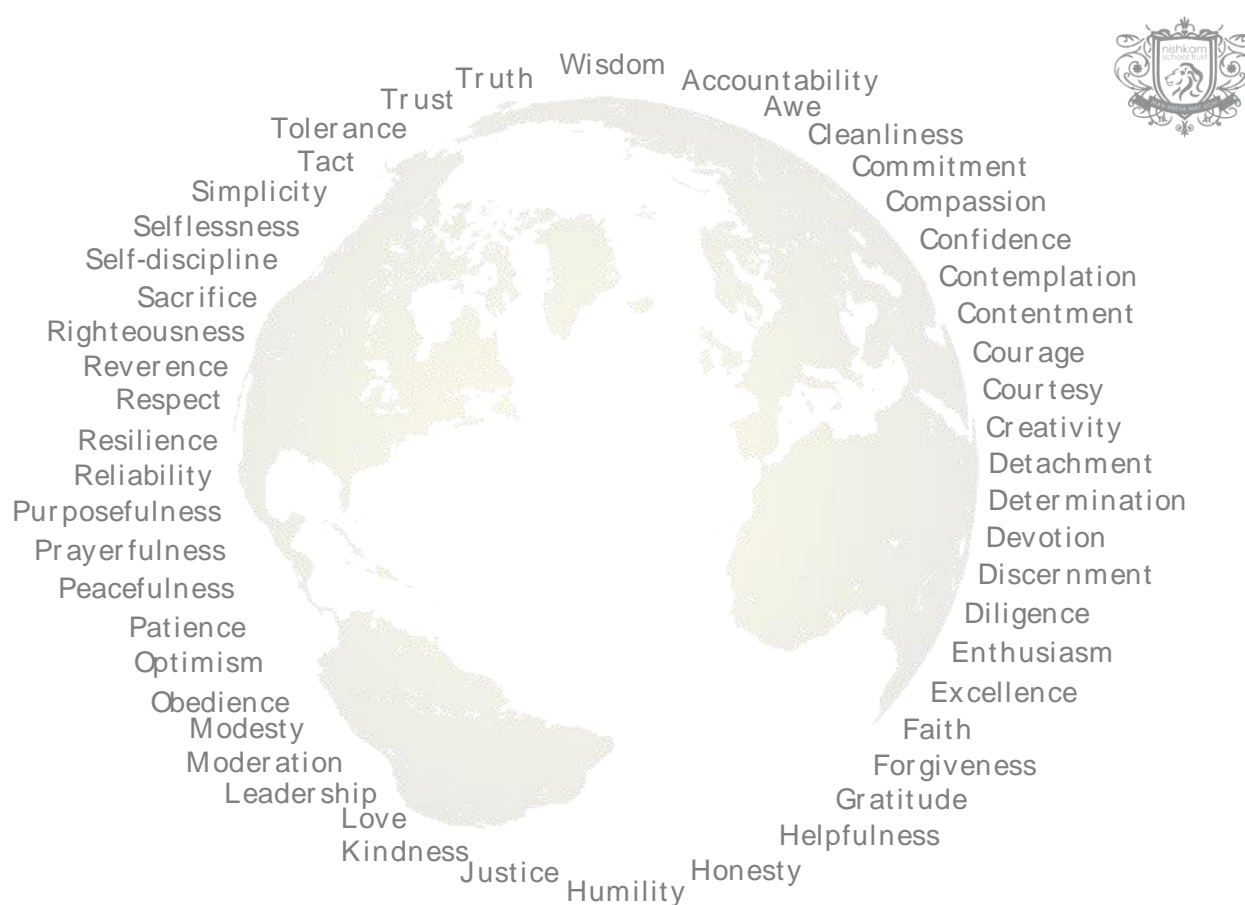 Wisdom
Accountability
Awe
Cleanliness
Commitment
Compassion
Confidence
Contemplation
Contentment
Courage
Courtesy
Creativity
Detachment
Determination
Devotion
Discernment
Diligence
Enthusiasm
Excellence
Faith
Forgiveness
Gratitude
Helpfulness
Honesty
Humility
Justice
Kindness
Love
Leadership
Moderation
Modesty
Obedience
Optimism
Patience
Peacefulness
Prayerfulness
Purposefulness
Reliability
Resilience
Respect
Reverence
Righteousness
Sacrifice
Self-discipline
Selflessness
Simplicity
Tact
Tolerance
Trust
Truth
nishkam
school trust